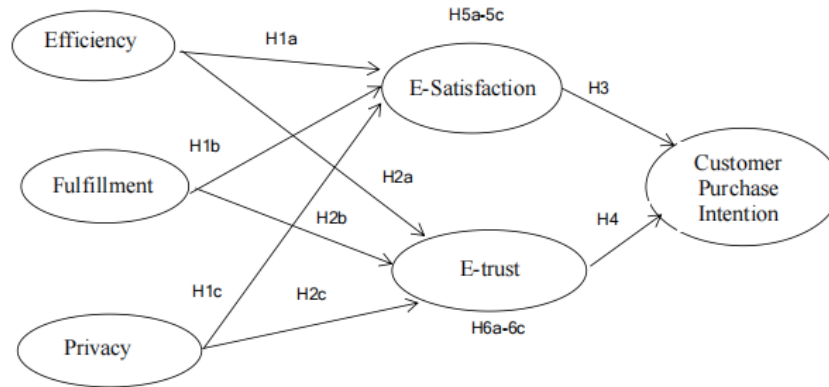 H5a-5c
Efficiency
H1a
E-Satisfaction
H3
H1b
Customer
Purchase
Intention
Fulfillment
H2a
H2b
H4
E-trust
H1c
H2c
H6a-6c
Privacy